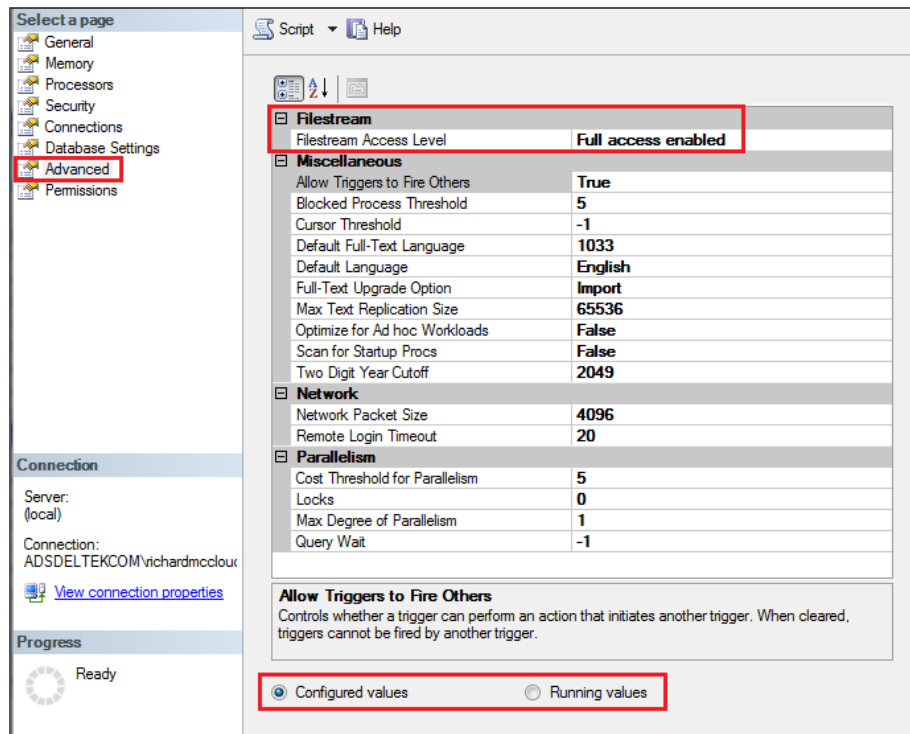 Select a page
General
Memory
Processors
Security
Connections
Database Settings
Advanced
Permissions
Connection
Server:
(local)
Connection:
ADSDELTEKCOM\richardmccloud
View connection properties
Progress
Ready
Script Help
Filestream
Filestream Access Level Full access enabled
Miscellaneous
Allow Triggers to Fire Others True
Blocked Process Threshold 5
Cursor Threshold -1
Default Full-Text Language 1033
Default Language English
Full-Text Upgrade Option Import
Max Text Replication Size 65536
Optimize for Ad hoc Workloads False
Scan for Startup Procs False
Two Digit Year Cutoff 2049
Network
Network Packet Size 4096
Remote Login Timeout 20
Parallelism
Cost Threshold for Parallelism 5
Locks 0
Max Degree of Parallelism 1
Query Wait -1
Allow Triggers to Fire Others
Controls whether a trigger can perform an action that initiates another trigger. When cleared,
triggers cannot be fired by another trigger.
Configured values Running values